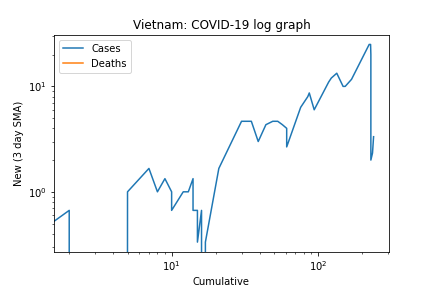 Vietnam: COVID-19 log graph
Cases
Deaths
New (3 day SMA)
10¹
10⁰
10¹
10²
Cumulative